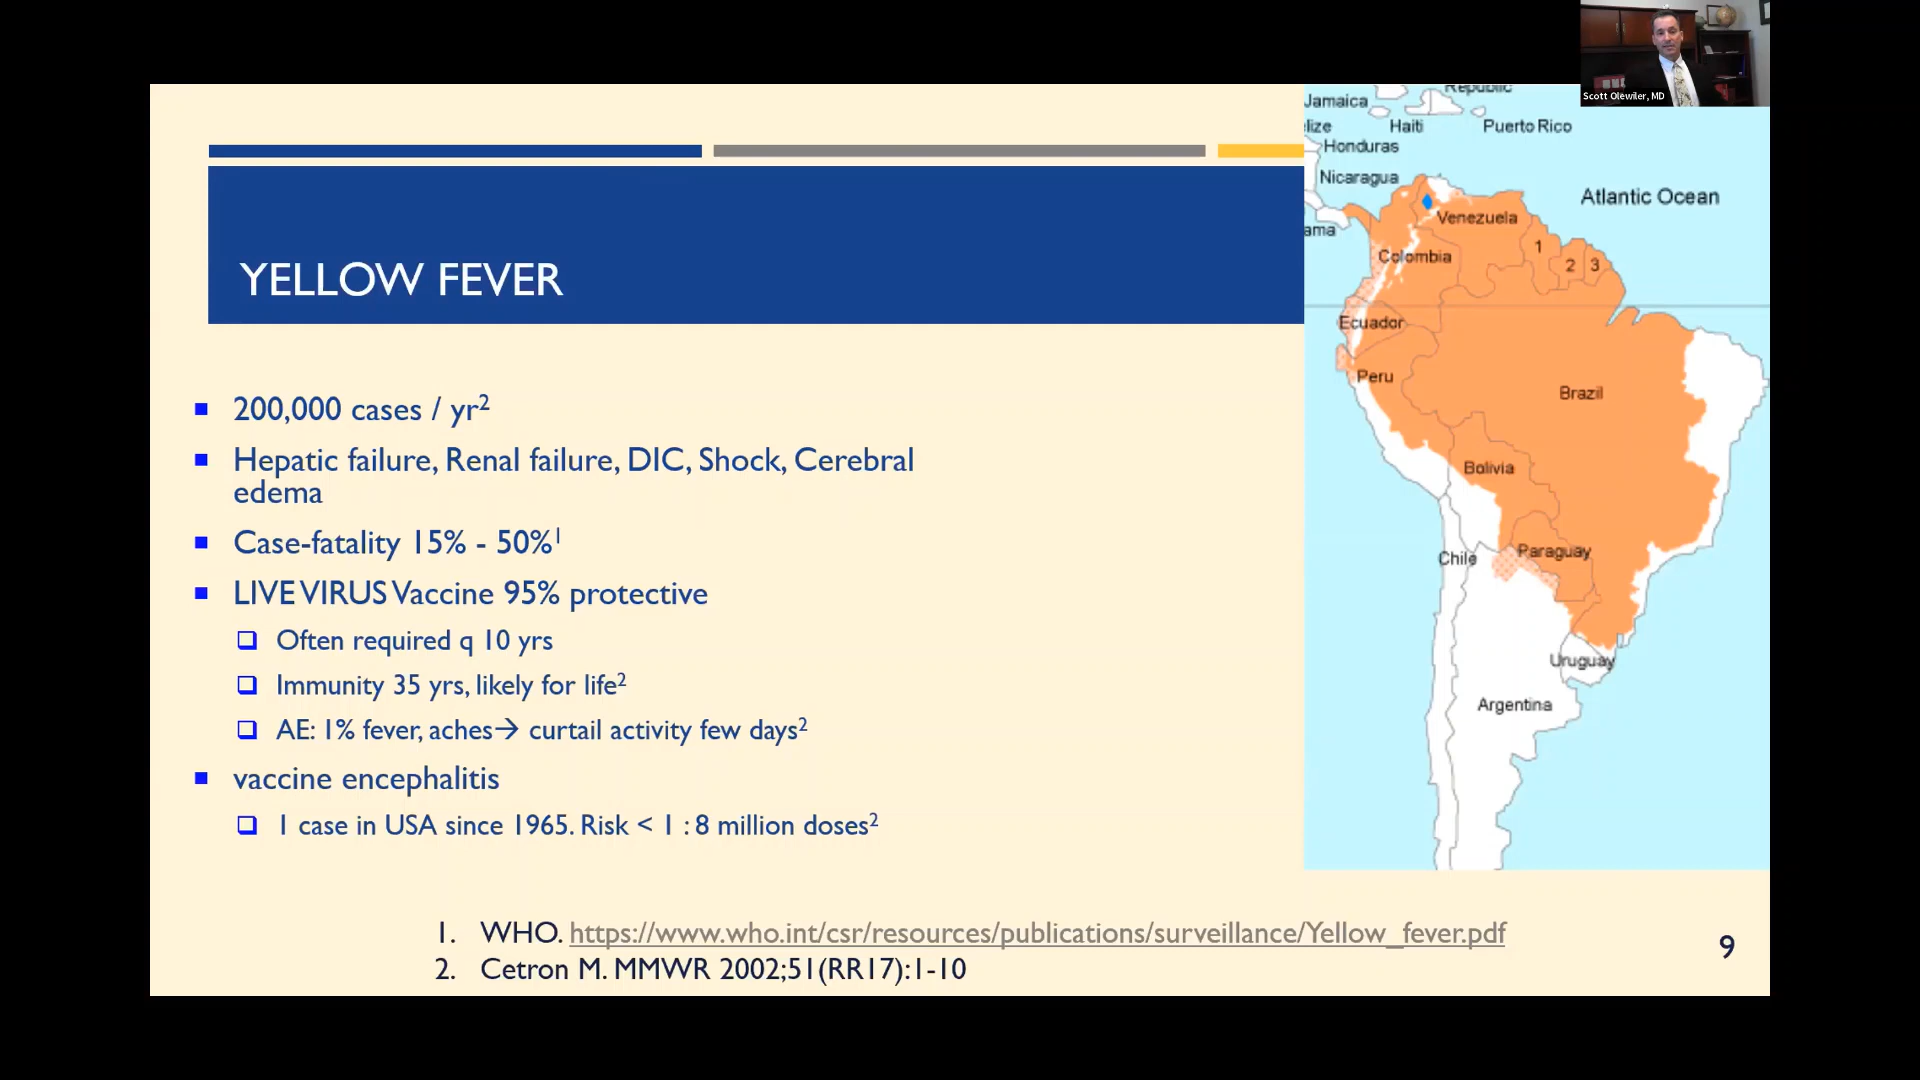 Scott Olewiler, MD
YELLOW FEVER
200,000 cases / yr2
Hepatic failure, Renal failure, DIC, Shock, Cerebral
edema
Case-fatality 15% - 50%1
LIVE VIRUS Vaccine 95% protective
Often required q 10 yrs
Immunity 35 yrs, likely for life2
AE: 1% fever, aches→ curtail activity few days2
vaccine encephalitis
1 case in USA since 1965. Risk < 1 : 8 million doses2
Republic
Jamaica
lize
Haiti
Puerto Rico
Honduras
Nicaragua
Atlantic Ocean
Venezuela
ama
1
2
3
Colombia
Ecuador
Peru
Brazil
Bolivia
Chile
Paraguay
Uruguay
Argentina
1. WHO. https://www.who.int/csr/resources/publications/surveillance/Yellow_fever.pdf
2. Cetron M. MMWR 2002;51(RR17):1-10
9